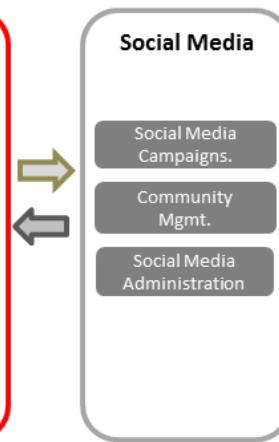 Social Media
Social Media
Campaigns.
Community
Mgmt.
Social Media
Administration